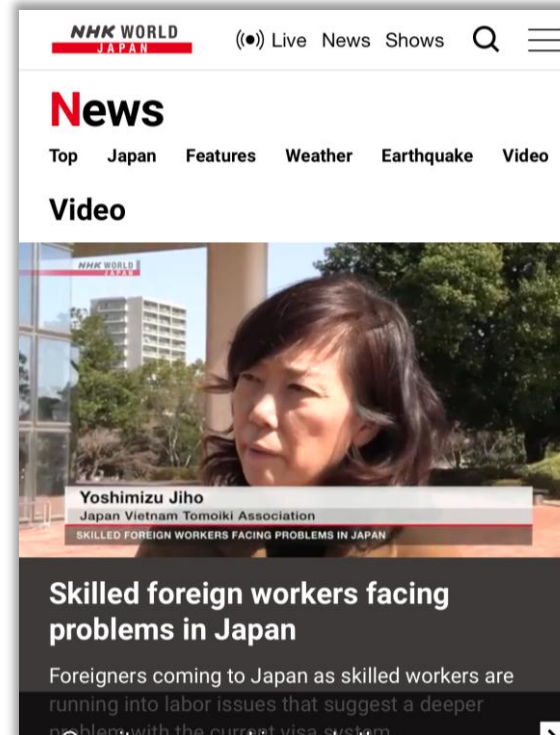 NHK WORLD
JAPAN
Live News Shows
News
Top Japan Features Weather Earthquake Video
Video
NHK WORLD
JAPAN
Yoshimizu Jiho
Japan Vietnam Tomoiki Association
SKILLED FOREIGN WORKERS FACING PROBLEMS IN JAPAN
Skilled foreign workers facing
problems in Japan
Foreigners coming to Japan as skilled workers are
running into labor issues that suggest a deeper
problem with the current visa system